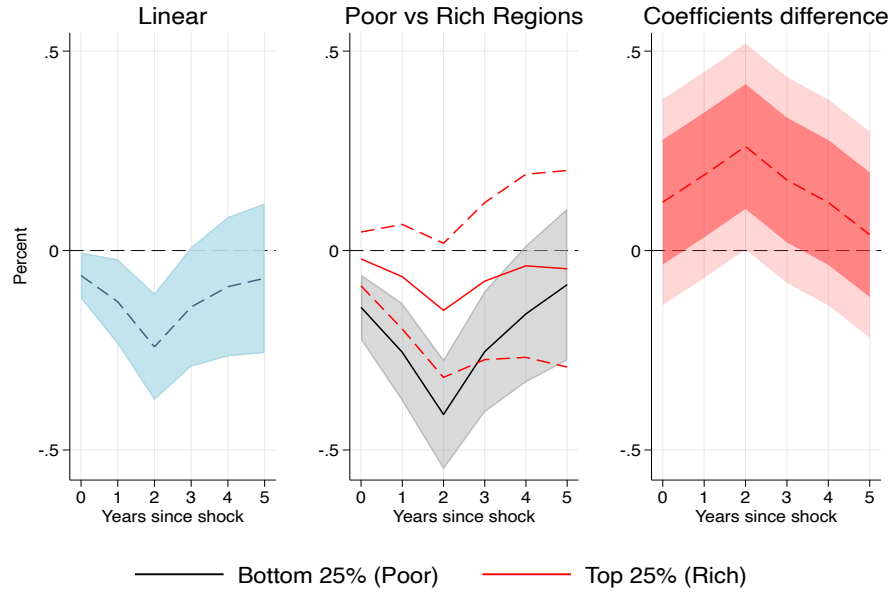 Linear
Poor vs Rich Regions
Coefficients difference
Percent
.5
0
-.5
0 1 2 3 4 5
Years since shock
.5
0
-.5
0 1 2 3 4 5
Years since shock
.5
0
-.5
0 1 2 3 4 5
Years since shock
Bottom 25% (Poor)
Top 25% (Rich)